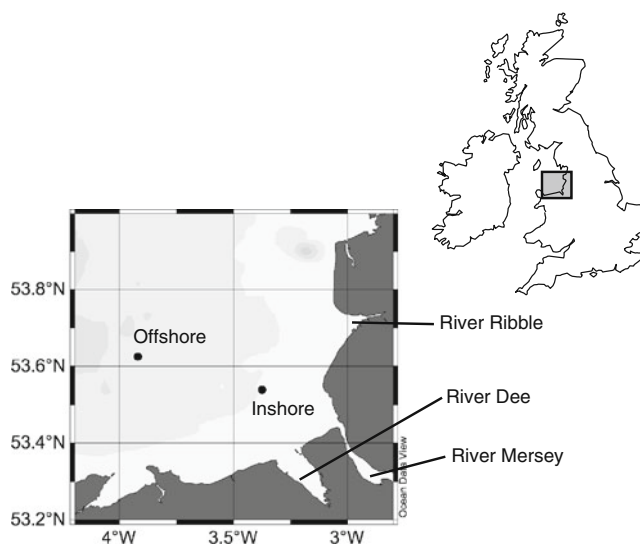 53.8°N
53.6°N
53.4°N
53.2°N
4°W
3.5°W
3°W
Offshore
Inshore
River Ribble
River Dee
River Mersey
Ocean Data View